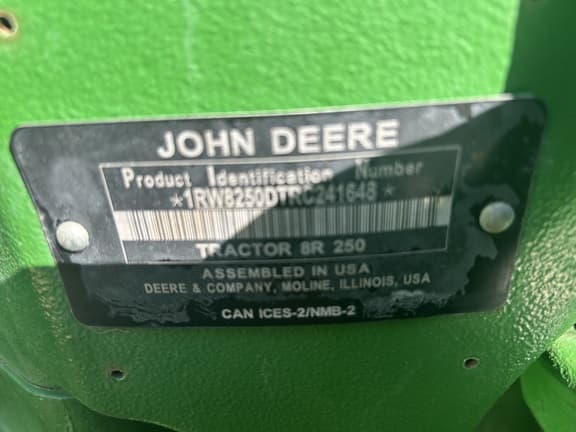 JOHN DEERE
Product Identification Number
*1RW8250DTRC241648*
TRACTOR 8R 250
ASSEMBLED IN USA
DEERE & COMPANY, MOLINE, ILLINOIS, USA
CAN ICES-2/NMB-2